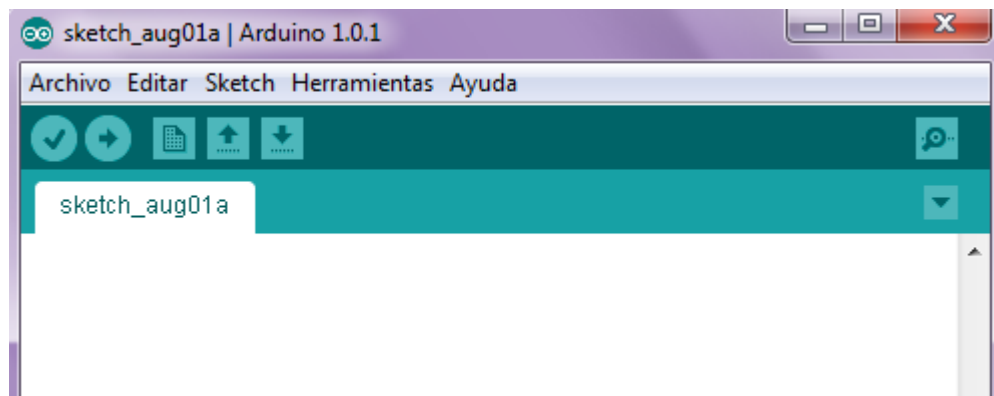 sketch_aug01a | Arduino 1.0.1
Archivo Editar Sketch Herramientas Ayuda
sketch_aug01a